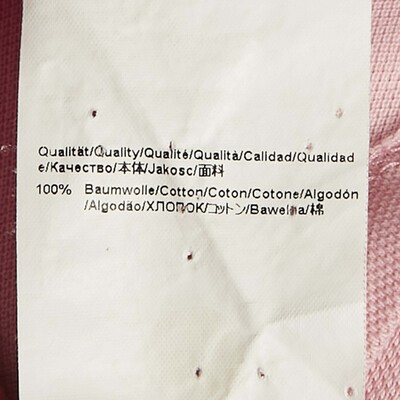 Qualität/Quality/Qualité/Qualità/Calidad/Qualidad
e/Качество/本体/Jakosc/面料
100% Baumwolle/Cotton/Coton/Cotone/Algodón
/Algodão/ХЛОПОК/コットン/Bawelna/棉